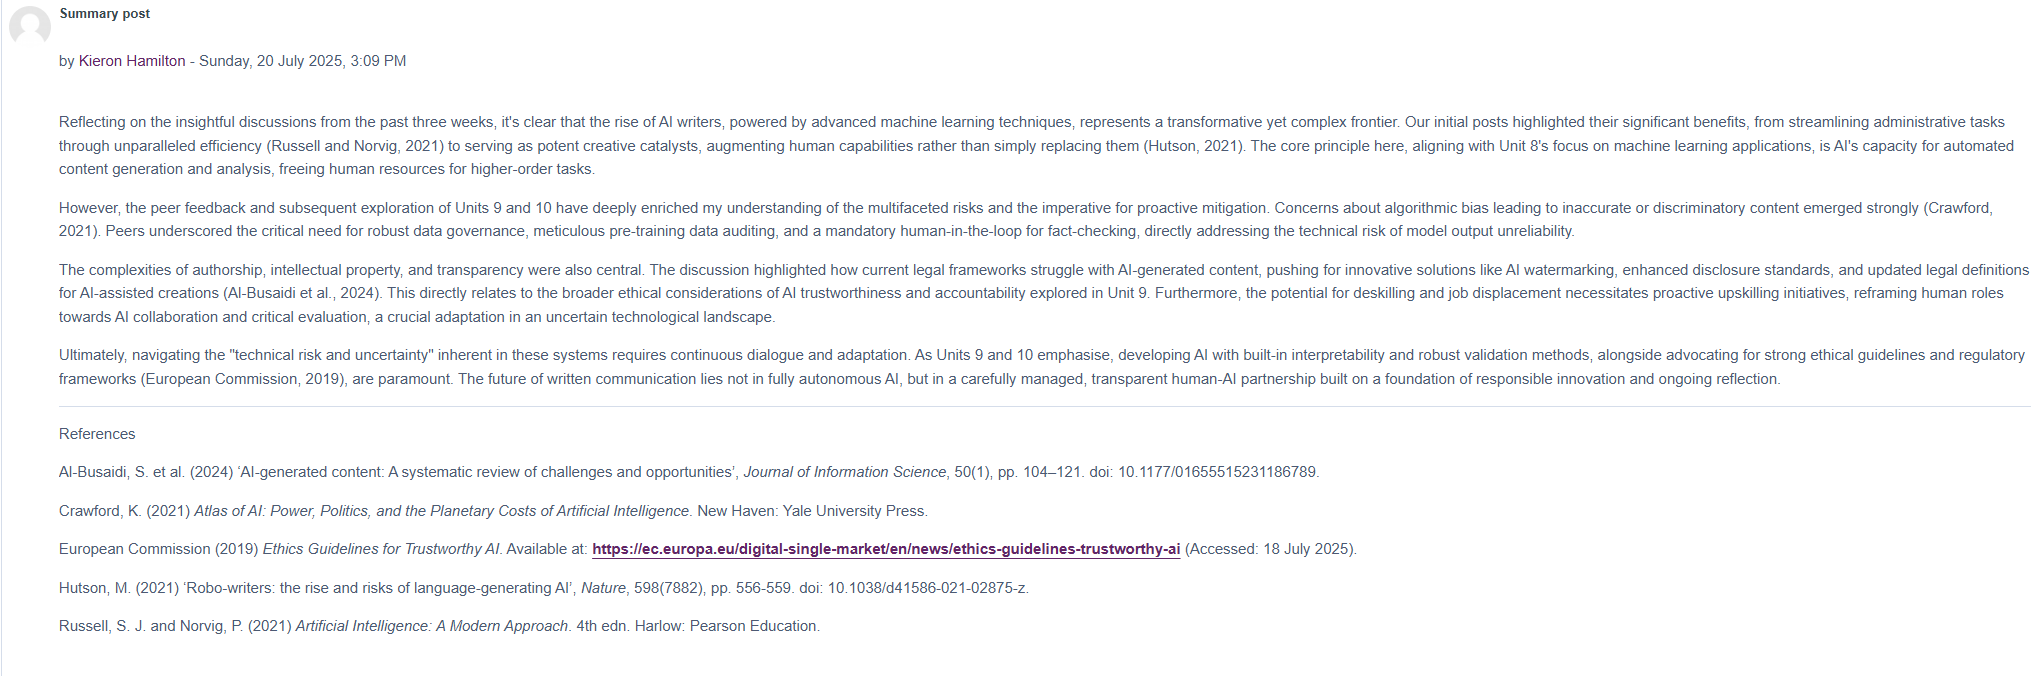 Summary post
by Kieron Hamilton - Sunday, 20 July 2025, 3:09 PM
Reflecting on the insightful discussions from the past three weeks, it's clear that the rise of AI writers, powered by advanced machine learning techniques, represents a transformative yet complex frontier. Our initial posts highlighted their significant benefits, from streamlining administrative tasks
through unparalleled efficiency (Russell and Norvig, 2021) to serving as potent creative catalysts, augmenting human capabilities rather than simply replacing them (Hutson, 2021). The core principle here, aligning with Unit 8's focus on machine learning applications, is AI's capacity for automated
content generation and analysis, freeing human resources for higher-order tasks.
However, the peer feedback and subsequent exploration of Units 9 and 10 have deeply enriched my understanding of the multifaceted risks and the imperative for proactive mitigation. Concerns about algorithmic bias leading to inaccurate or discriminatory content emerged strongly (Crawford,
2021). Peers underscored the critical need for robust data governance, meticulous pre-training data auditing, and a mandatory human-in-the-loop for fact-checking, directly addressing the technical risk of model output unreliability.
The complexities of authorship, intellectual property, and transparency were also central. The discussion highlighted how current legal frameworks struggle with AI-generated content, pushing for innovative solutions like AI watermarking, enhanced disclosure standards, and updated legal definitions
for AI-assisted creations (Al-Busaidi et al., 2024). This directly relates to the broader ethical considerations of AI trustworthiness and accountability explored in Unit 9. Furthermore, the potential for deskilling and job displacement necessitates proactive upskilling initiatives, reframing human roles
towards AI collaboration and critical evaluation, a crucial adaptation in an uncertain technological landscape.
Ultimately, navigating the "technical risk and uncertainty" inherent in these systems requires continuous dialogue and adaptation. As Units 9 and 10 emphasise, developing AI with built-in interpretability and robust validation methods, alongside advocating for strong ethical guidelines and regulatory
frameworks (European Commission, 2019), are paramount. The future of written communication lies not in fully autonomous AI, but in a carefully managed, transparent human-AI partnership built on a foundation of responsible innovation and ongoing reflection.
References
Al-Busaidi, S. et al. (2024) 'AI-generated content: A systematic review of challenges and opportunities', Journal of Information Science, 50(1), pp. 104–121. doi: 10.1177/01655515231186789.
Crawford, K. (2021) Atlas of AI: Power, Politics, and the Planetary Costs of Artificial Intelligence. New Haven: Yale University Press.
European Commission (2019) Ethics Guidelines for Trustworthy AI. Available at: https://ec.europa.eu/digital-single-market/en/news/ethics-guidelines-trustworthy-ai (Accessed: 18 July 2025).
Hutson, M. (2021) 'Robo-writers: the rise and risks of language-generating AI', Nature, 598(7882), pp. 556-559. doi: 10.1038/d41586-021-02875-z.
Russell, S. J. and Norvig, P. (2021) Artificial Intelligence: A Modern Approach. 4th edn. Harlow: Pearson Education.